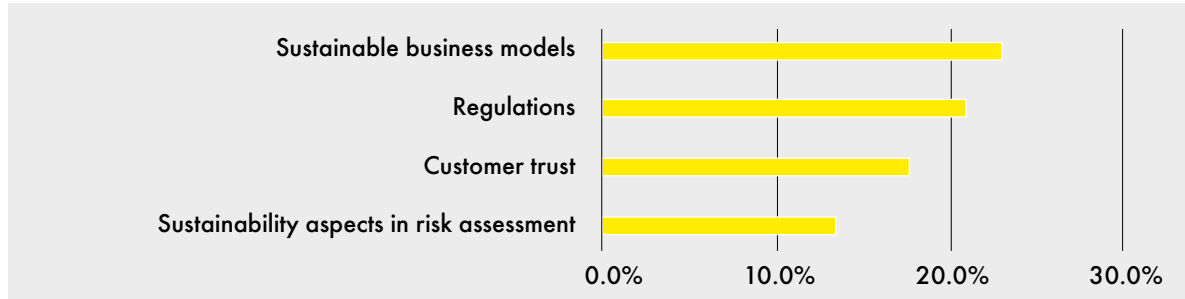 Sustainable business models
Regulations
Customer trust
Sustainability aspects in risk assessment
0.0% 10.0% 20.0% 30.0%